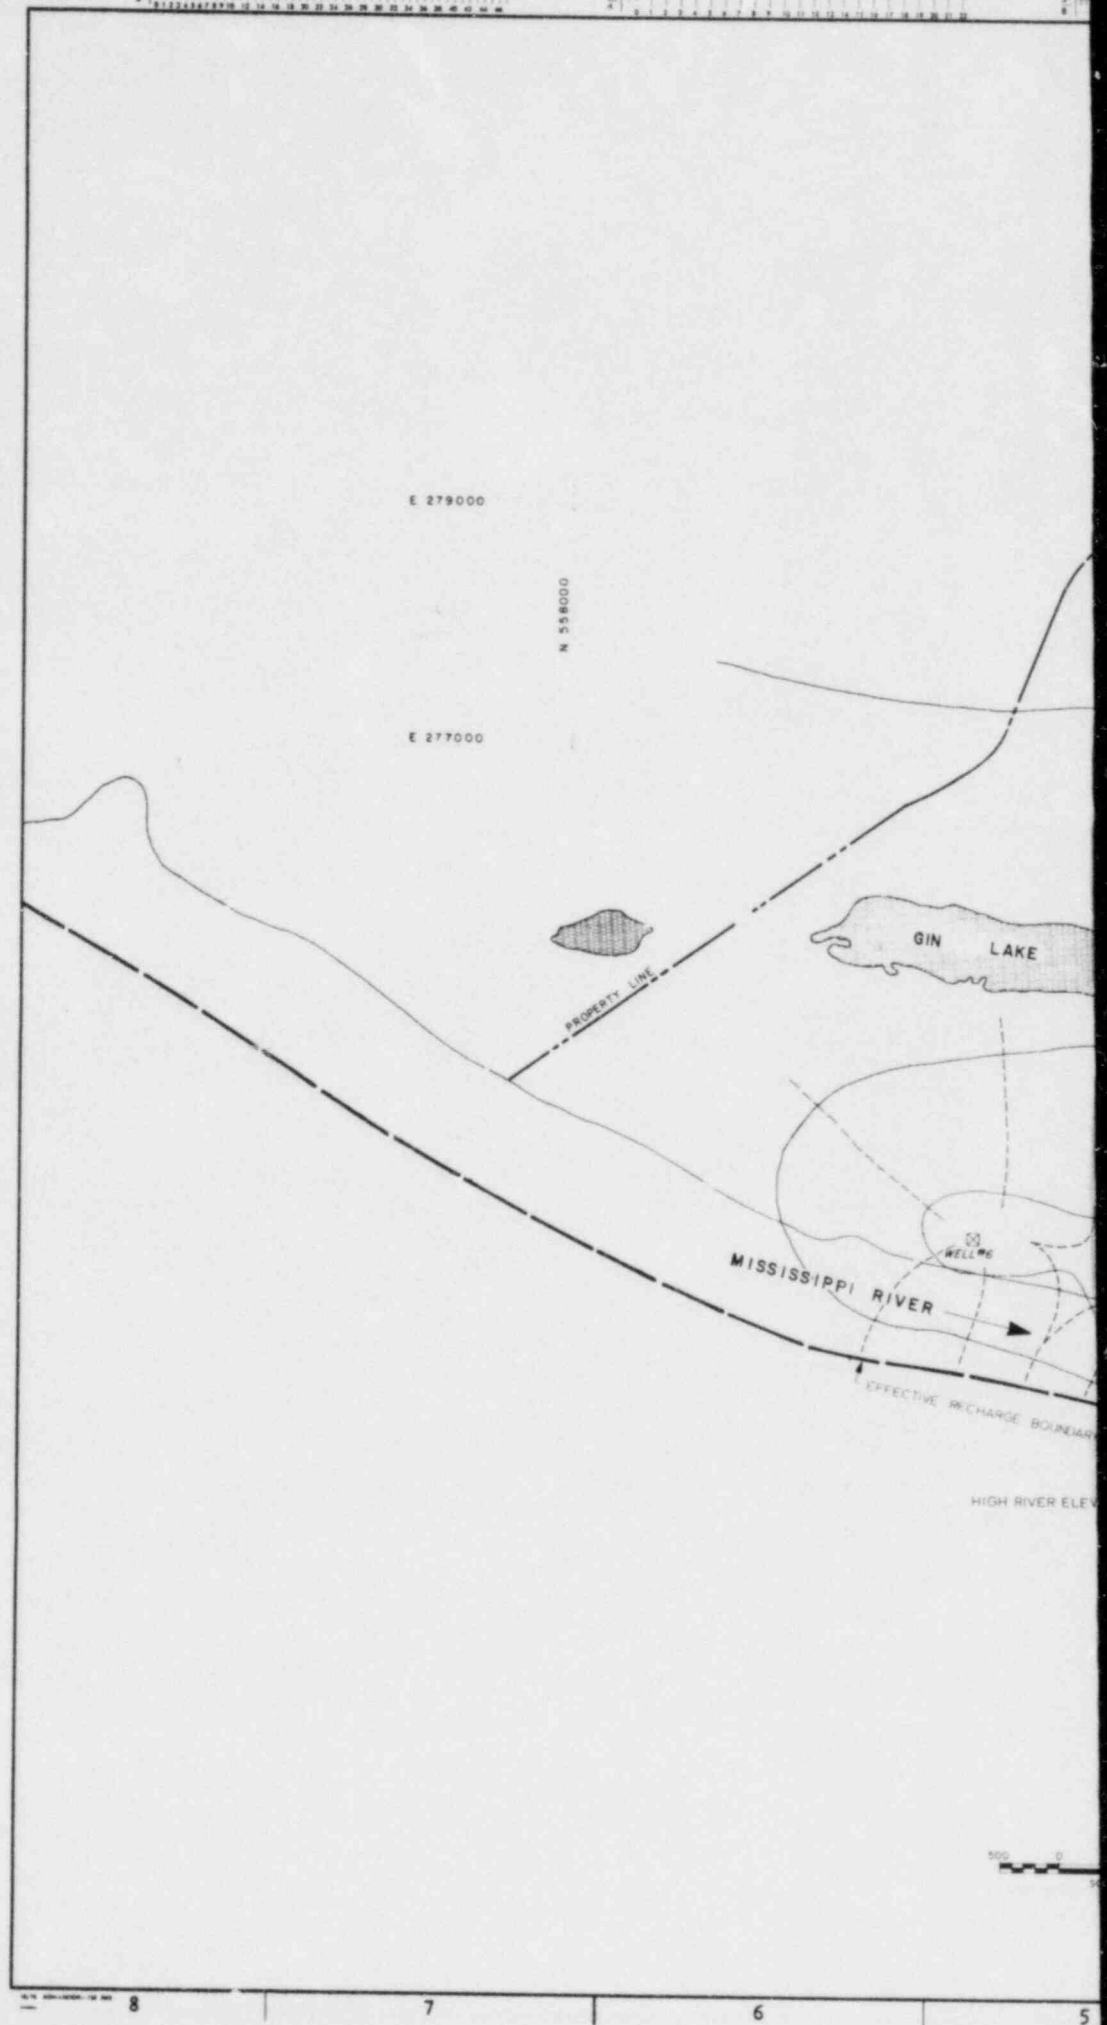 E 279000
N 558000
E 277000
GIN LAKE
PROPERTY LINE
WELL #6
MISSISSIPPI RIVER
EFFECTIVE RECHARGE BOUNDARY
HIGH RIVER ELEV
500 0
8 7 6 5